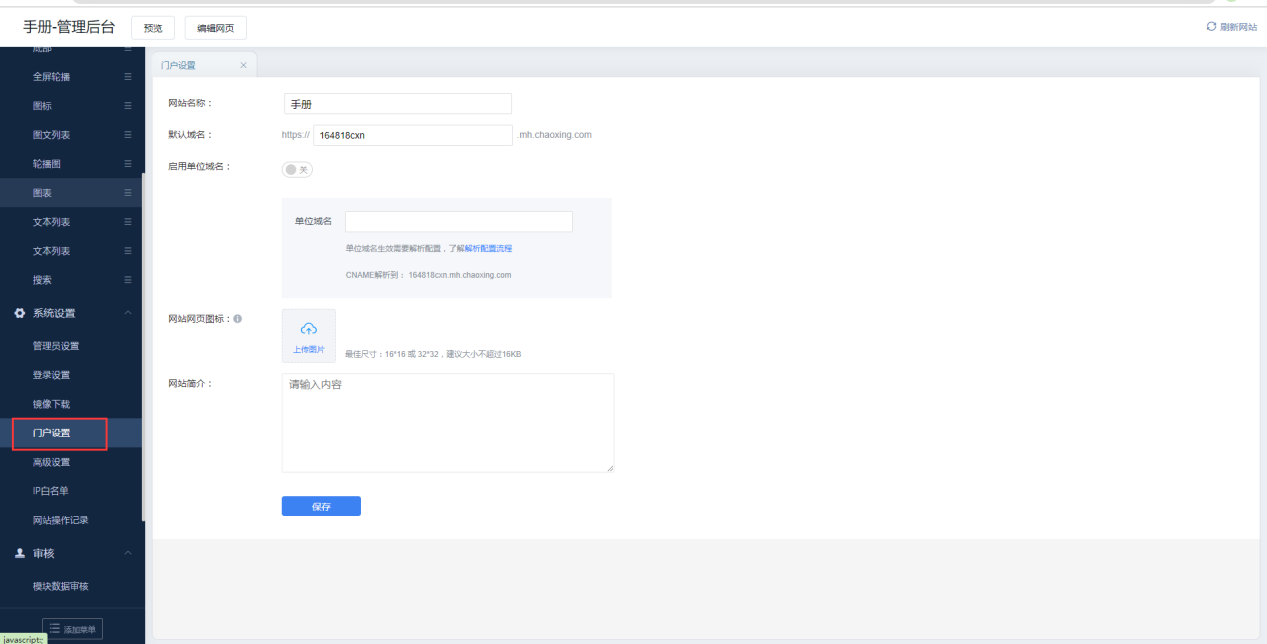 手册-管理后台 预览 编辑网页 刷新网站
底部
全屏轮播
图标
图文列表
轮播图
图表
文本列表
文本列表
搜索
系统设置
管理员设置
登录设置
镜像下载
门户设置
高级设置
IP白名单
网站操作记录
审核
模块数据审核
添加菜单
javascript:;
门户设置 ×
网站名称： 手册
默认域名： https:// 164818cxn .mh.chaoxing.com
启用单位域名： 关
单位域名
单位域名生效需要解析配置，了解解析配置流程
CNAME解析到： 164818cxn.mh.chaoxing.com
网站网页图标：
上传图片 最佳尺寸：16*16 或 32*32，建议大小不超过16KB
网站简介： 请输入内容
保存